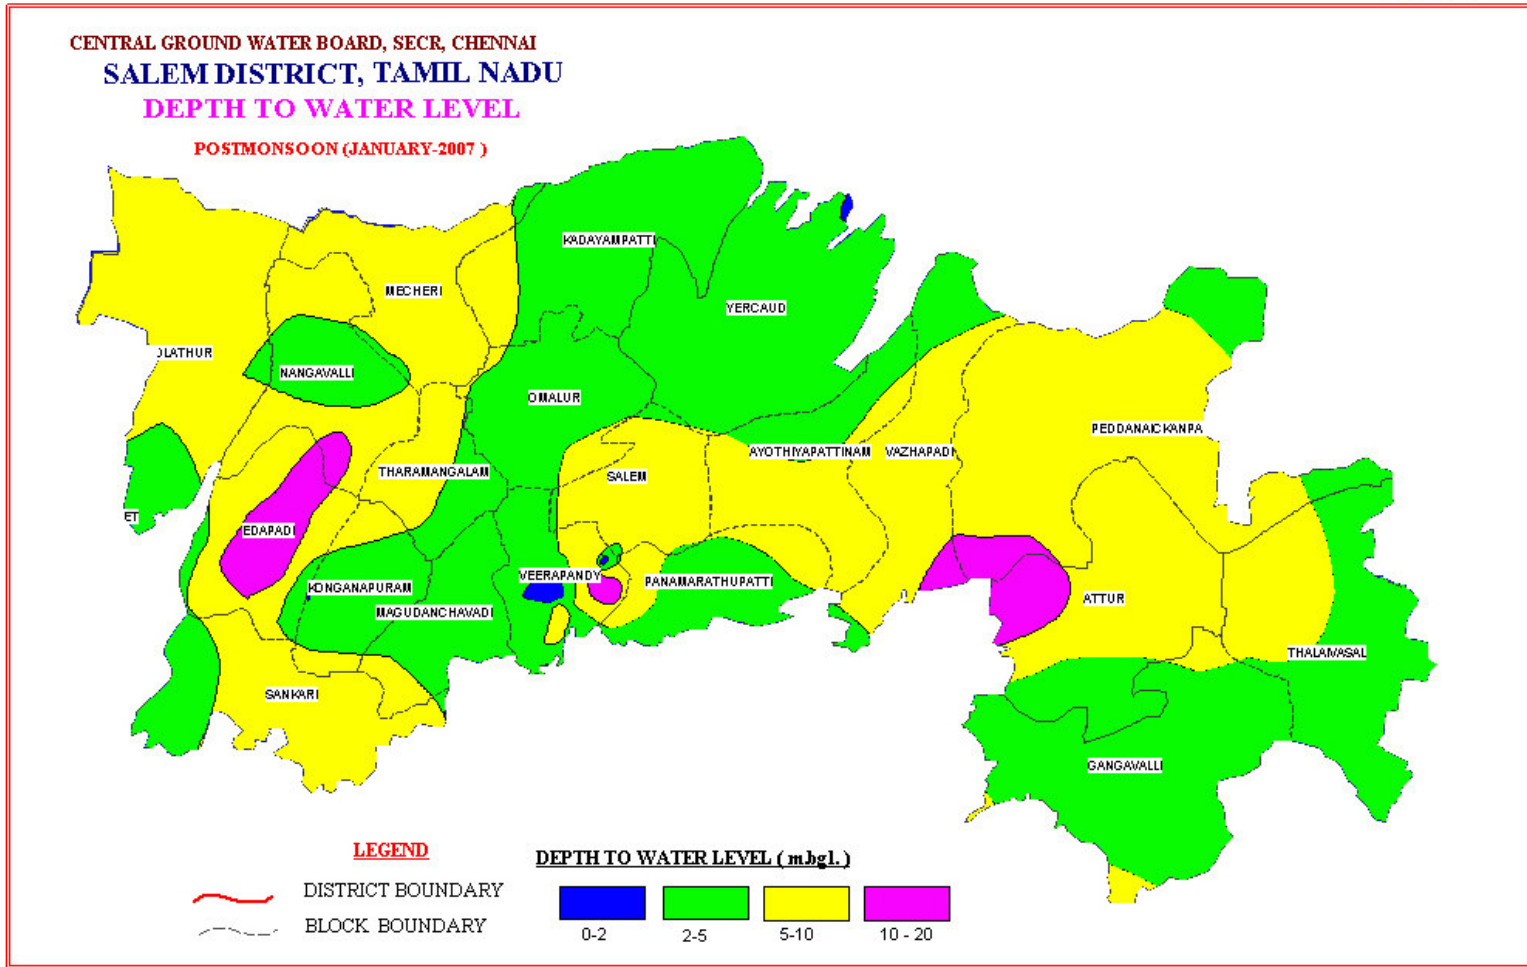 CENTRAL GROUND WATER BOARD, SECR, CHENNAI
SALEM DISTRICT, TAMIL NADU
DEPTH TO WATER LEVEL
POSTMONSOON (JANUARY-2007 )
KADAYAMPATTI
MECHERI
YERCAUD
OLATHUR
NANGAVALLI
OMALUR
PEDDANAICKANPA
AYOTHIYAPATTINAM
VAZHAPADI
THARAMANGALAM
SALEM
ET
EDAPADI
VEERAPANDY
PANAMARATHUPATTI
KONGANAPURAM
MAGUDANCHAVADI
ATTUR
THALAIVASAL
SANKARI
GANGAVALLI
LEGEND
DISTRICT BOUNDARY
BLOCK BOUNDARY
DEPTH TO WATER LEVEL ( m.bgl. )
0-2
2-5
5-10
10 - 20